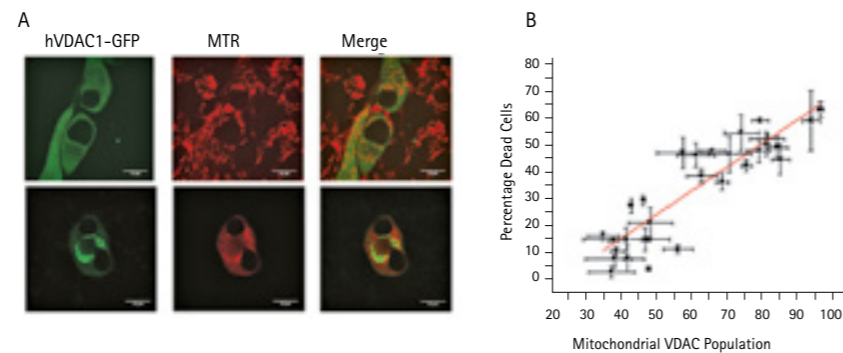 A
hVDAC1-GFP MTR Merge
B
Percentage Dead Cells
80
70
60
50
40
30
20
10
0
20 30 40 50 60 70 80 90 100
Mitochondrial VDAC Population